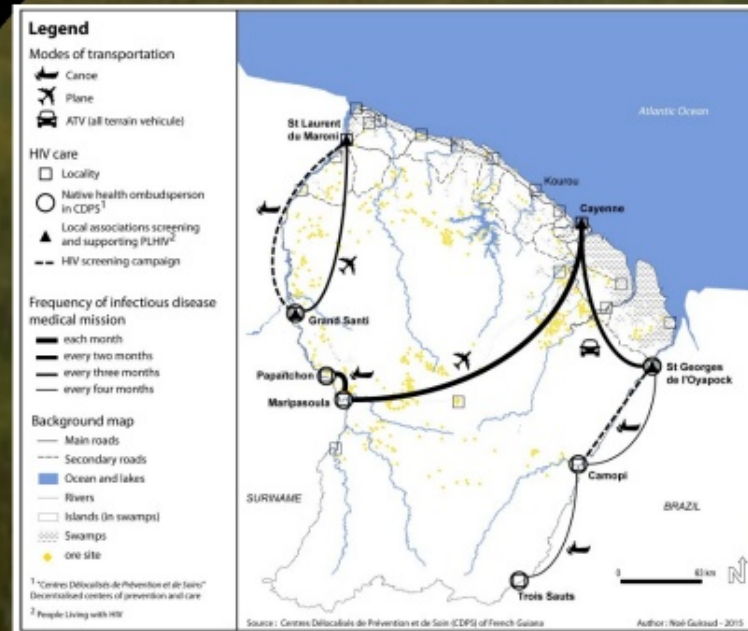 Legend
Modes of transportation
Canoe
Plane
ATV (all terrain vehicule)
HIV care
Locality
Native health ombudsperson
in CDPS1
Local associations screening
and supporting PLHIV2
HIV screening campaign
Frequency of infectious disease
medical mission
each month
every two months
every three months
every four months
Background map
Main roads
Secondary roads
Ocean and lakes
Rivers
Islands (in swamps)
Swamps
ore site
1 "Centres Délocalisés de Prévention et de Soins"
Decentralised centers of prevention and care
2 People Living with HIV
Atlantic Ocean
St Laurent
du Maroni
Kourou
Cayenne
Grand Santi
Papaïtchon
Maripasoula
St Georges
de l'Oyapock
Camopi
SURINAME
BRAZIL
Trois Sauts
0 63 km
N
Source : Centres Délocalisés de Prévention et de Soin (CDPS) of French Guiana
Author : Noé Guiraud - 2015